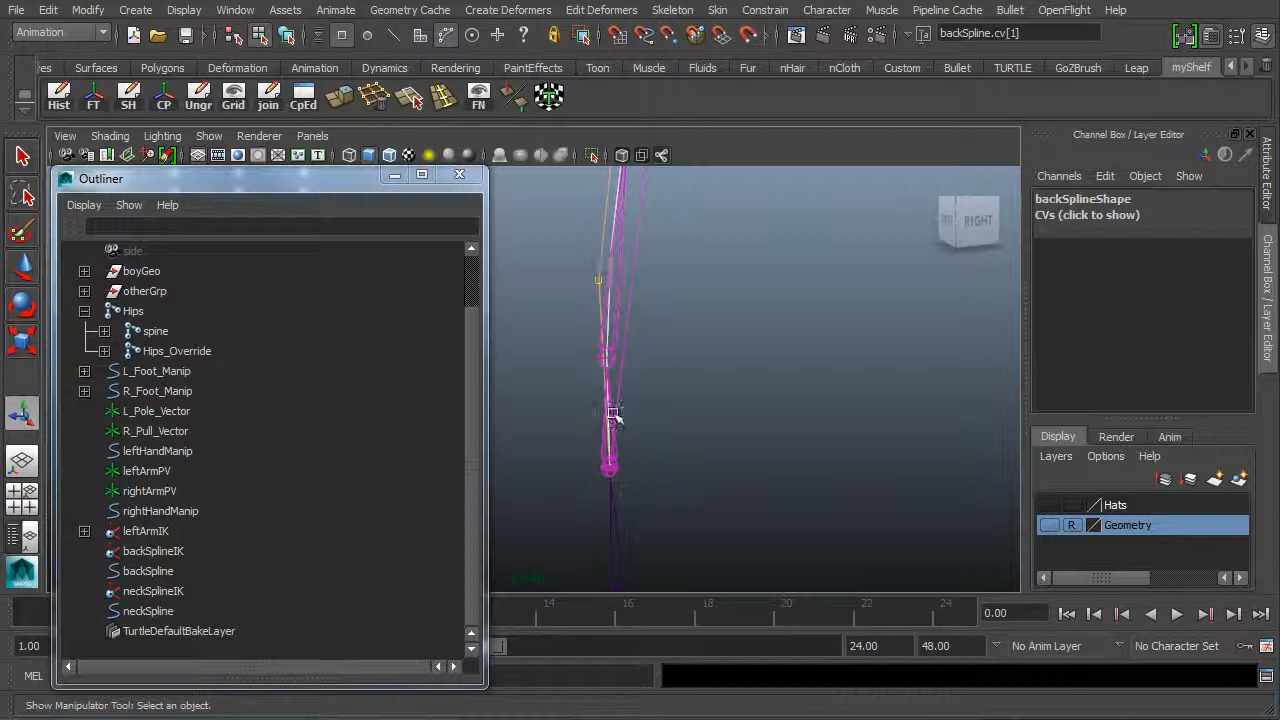 File Edit Modify Create Display Window Assets Animate Geometry Cache Create Deformers Edit Deformers Skeleton Skin Constrain Character Muscle Pipeline Cache Bullet OpenFlight Help
Animation
backSpline.cv[1]
Surfaces Polygons Deformation Animation Dynamics Rendering PaintEffects Toon Muscle Fluids Fur nHair nCloth Custom Bullet TURTLE GoZBrush Leap myShelf
Hist FT SH CP Ungr Grid join CpEd FN
View Shading Lighting Show Renderer Panels
Channel Box / Layer Editor
Outliner
Display Show Help
side
boyGeo
otherGrp
Hips
spine
Hips_Override
L_Foot_Manip
R_Foot_Manip
L_Pole_Vector
R_Pull_Vector
leftHandManip
leftArmPV
rightArmPV
rightHandManip
leftArmIK
backSplineIK
backSpline
neckSplineIK
neckSpline
TurtleDefaultBakeLayer
RIGHT
Channels Edit Object Show
backSplineShape
CVs (click to show)
Attribute Editor
Channel Box / Layer Editor
Display Render Anim
Layers Options Help
Hats
R Geometry
14 16 18 20 22 24
0.00
1.00
24.00 48.00 No Anim Layer No Character Set
MEL
Show Manipulator Tool: Select an object.